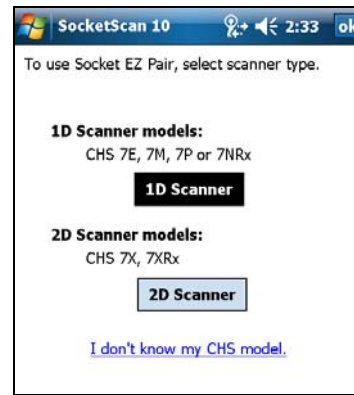 SocketScan 10 2:33 ok
To use Socket EZ Pair, select scanner type.
1D Scanner models:
CHS 7E, 7M, 7P or 7NRx
1D Scanner
2D Scanner models:
CHS 7X, 7XRx
2D Scanner
I don't know my CHS model.